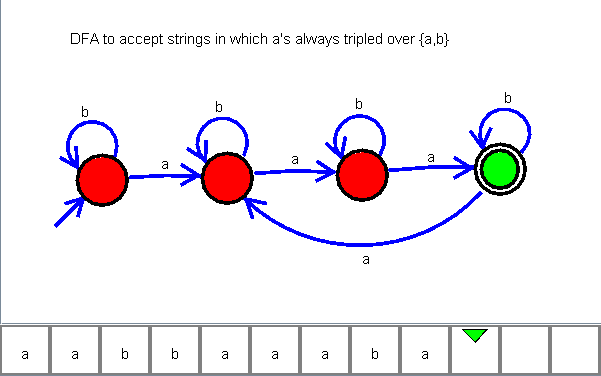 DFA to accept strings in which a's always tripled over {a,b}
b b b b
a a a
a
a a b b a a a b a